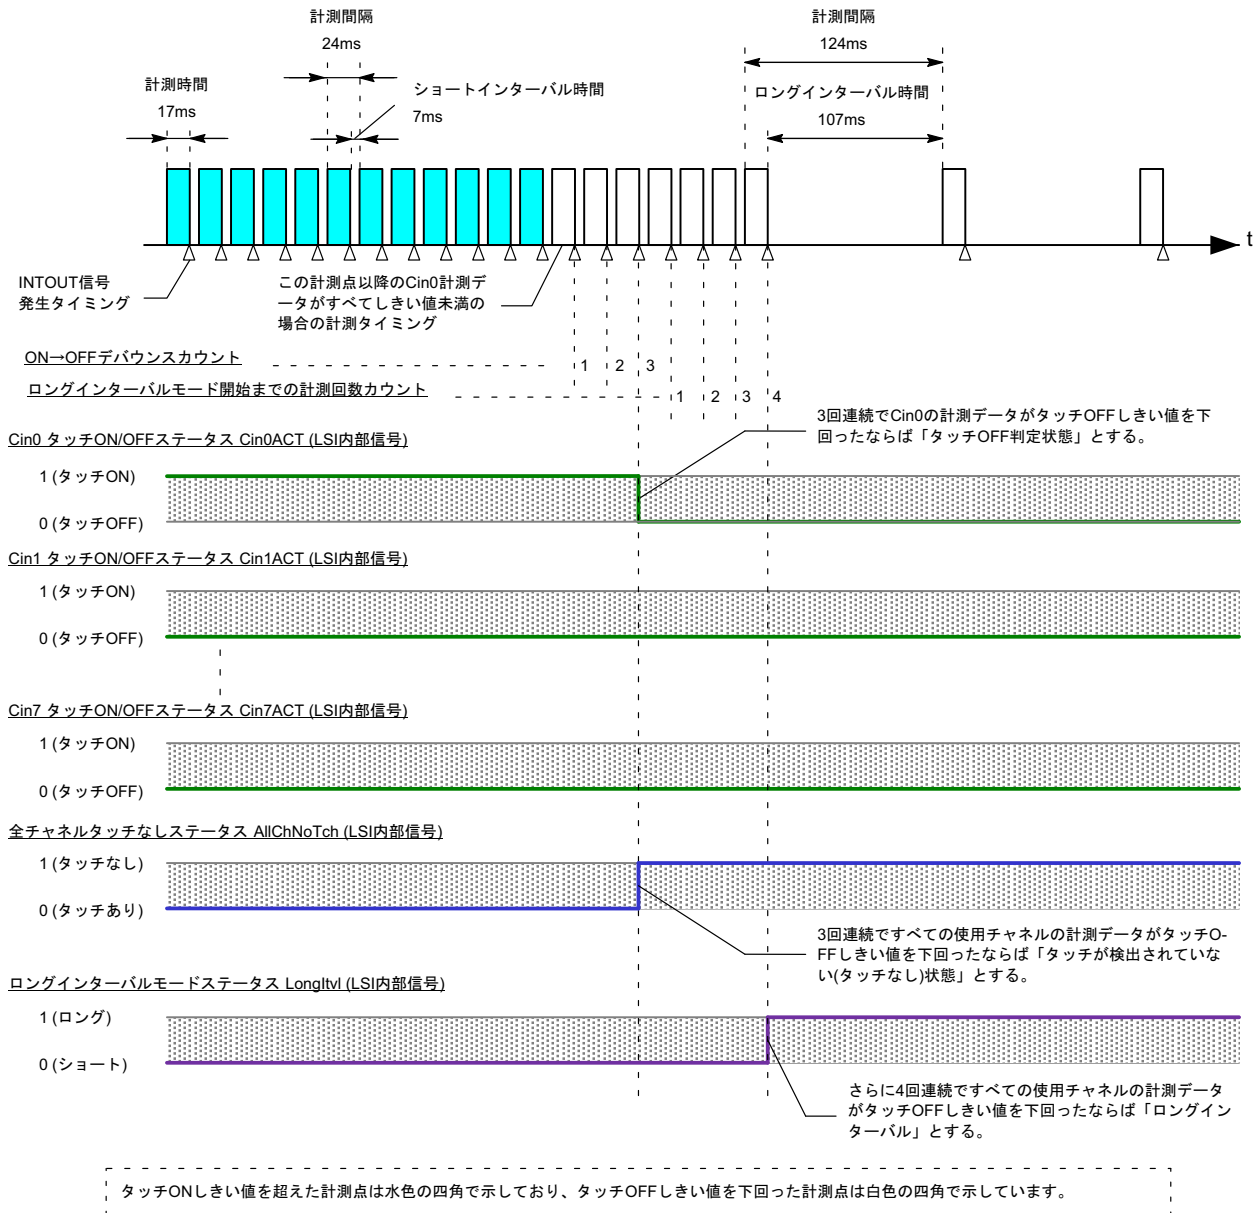 計測間隔
24ms
計測間隔
124ms
計測時間
17ms
ショートインターバル時間
7ms
ロングインターバル時間
107ms
t
INTOUT信号
発生タイミング
この計測点以降のCin0計測デ
ータがすべてしきい値未満の
場合の計測タイミング
ON→OFFデバウンスカウント
1 2 3
ロングインターバルモード開始までの計測回数カウント
1 2 3 4
3回連続でCin0の計測データがタッチOFFしきい値を下
回ったならば「タッチOFF判定状態」とする。
Cin0 タッチON/OFFステータス Cin0ACT (LSI内部信号)
1 (タッチON)
0 (タッチOFF)
Cin1 タッチON/OFFステータス Cin1ACT (LSI内部信号)
1 (タッチON)
0 (タッチOFF)
Cin7 タッチON/OFFステータス Cin7ACT (LSI内部信号)
1 (タッチON)
0 (タッチOFF)
全チャネルタッチなしステータス AllChNoTch (LSI内部信号)
1 (タッチなし)
0 (タッチあり)
3回連続ですべての使用チャネルの計測データがタッチO-
FFしきい値を下回ったならば「タッチが検出されていな
い(タッチなし)状態」とする。
ロングインターバルモードステータス LongItvl (LSI内部信号)
1 (ロング)
0 (ショート)
さらに4回連続ですべての使用チャネルの計測データ
がタッチOFFしきい値を下回ったならば「ロングイン
ターバル」とする。
タッチONしきい値を超えた計測点は水色の四角で示しており、タッチOFFしきい値を下回った計測点は白色の四角で示しています。